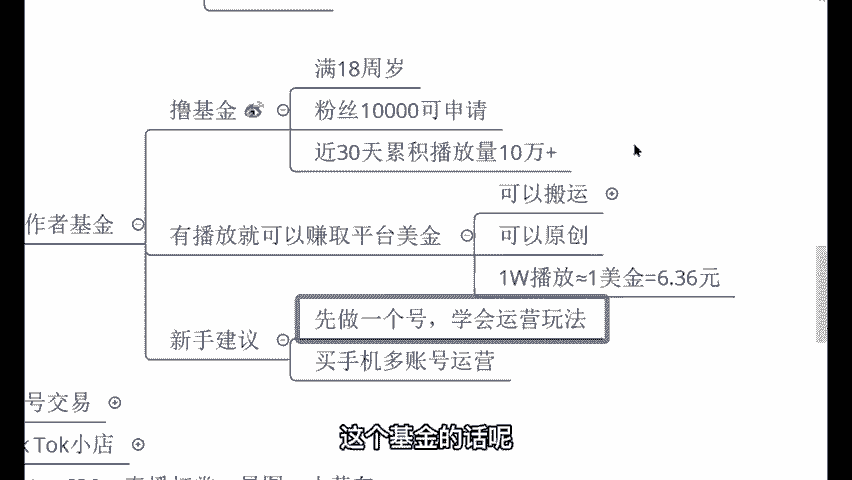 满18周岁
撸基金
粉丝10000可申请
近30天累积播放量10万+
可以搬运
作者基金
有播放就可以赚取平台美金
可以原创
1W播放≈1美金=6.36元
先做一个号，学会运营玩法
新手建议
买手机多账号运营
号交易
Tok小店
这个基金的话呢